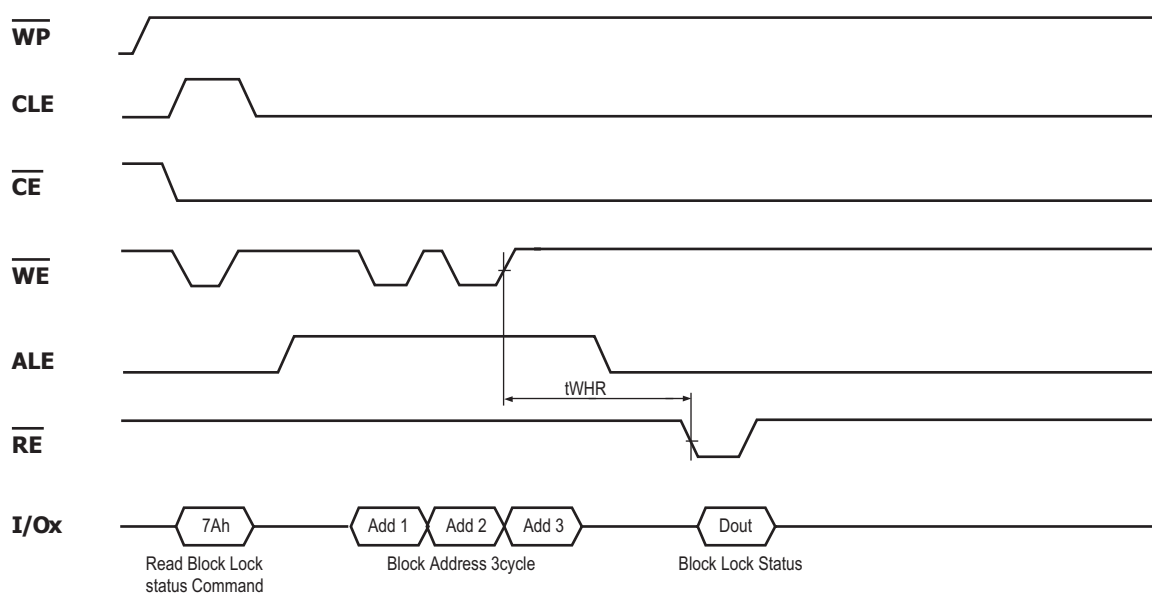 WP
CLE
CE
WE
ALE
tWHR
RE
I/Ox
7Ah
Add 1
Add 2
Add 3
Dout
Read Block Lock
status Command
Block Address 3cycle
Block Lock Status